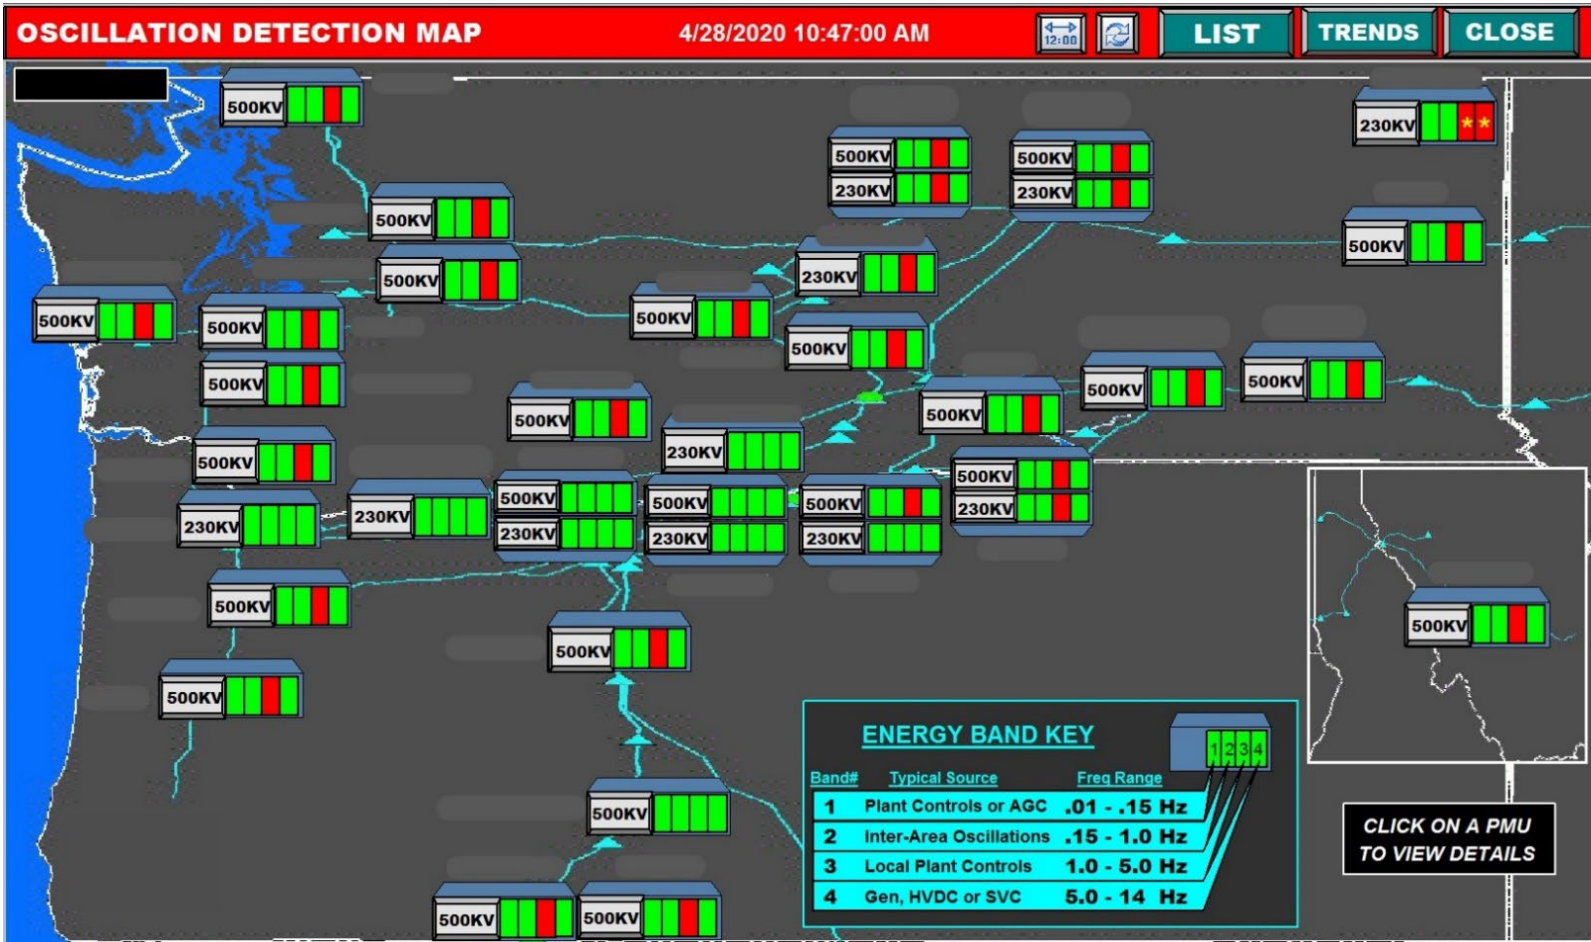 OSCILLATION DETECTION MAP 4/28/2020 10:47:00 AM 12:00 LIST TRENDS CLOSE
500KV
230KV **
500KV 500KV
230KV 230KV
500KV
500KV
500KV 230KV
500KV
500KV 500KV
500KV
500KV
500KV
500KV 500KV
500KV 500KV
230KV
500KV
500KV
230KV 230KV
500KV 500KV 500KV
230KV 230KV 230KV
500KV
230KV
500KV
500KV
500KV
500KV
500KV
500KV 500KV
ENERGY BAND KEY
1 2 3 4
Band# Typical Source Freq Range
1 Plant Controls or AGC .01 - .15 Hz
2 Inter-Area Oscillations .15 - 1.0 Hz
3 Local Plant Controls 1.0 - 5.0 Hz
4 Gen, HVDC or SVC 5.0 - 14 Hz
CLICK ON A PMU
TO VIEW DETAILS